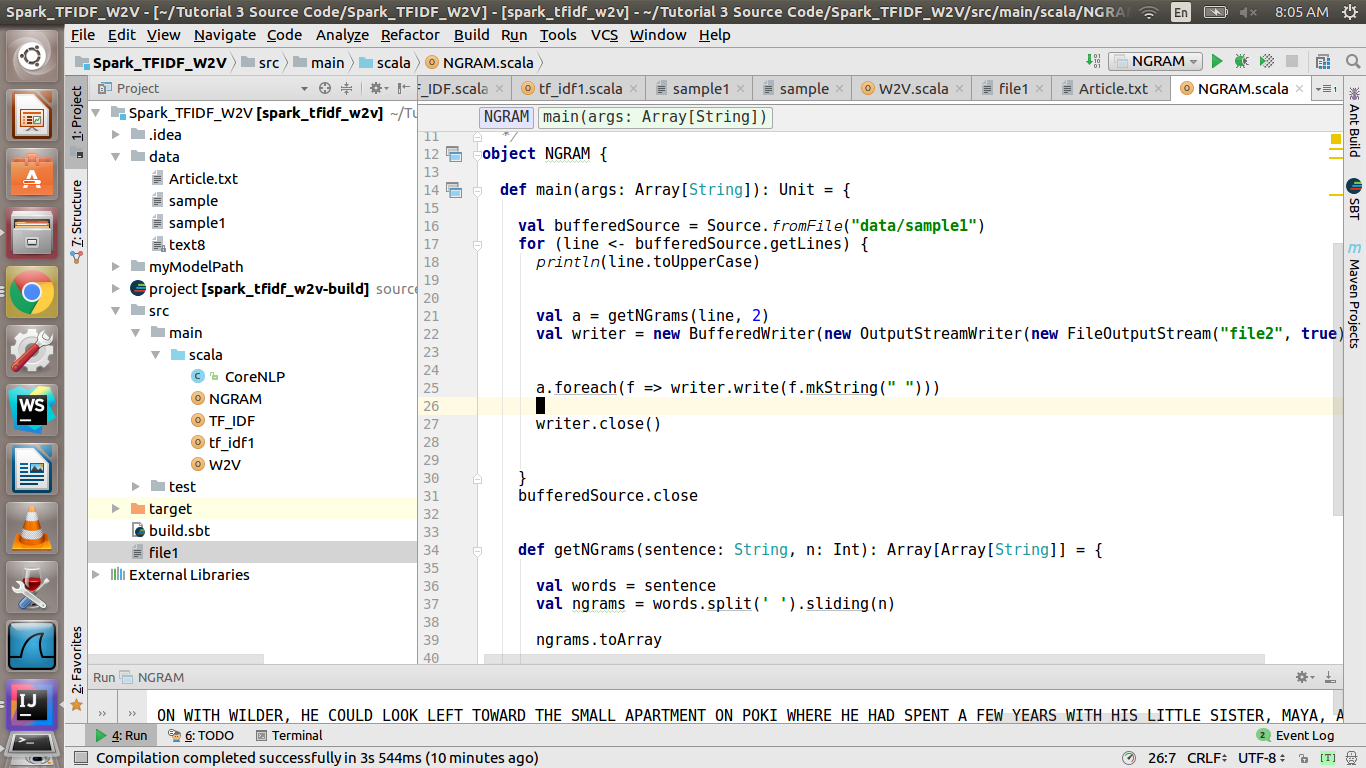 Spark_TFIDF_W2V - [~/Tutorial 3 Source Code/Spark_TFIDF_W2V] - [spark_tfidf_w2v] - ~/Tutorial 3 Source Code/Spark_TFIDF_W2V/src/main/scala/NGRA
En
8:05 AM
File Edit View Navigate Code Analyze Refactor Build Run Tools VCS Window Help
Spark_TFIDF_W2V src main scala NGRAM.scala
NGRAM
Project
_IDF.scala tf_idf1.scala sample1 sample W2V.scala file1 Article.txt NGRAM.scala
1: Project
7: Structure
2: Favorites
Spark_TFIDF_W2V [spark_tfidf_w2v] ~/Tu
.idea
data
Article.txt
sample
sample1
text8
myModelPath
project [spark_tfidf_w2v-build] source
src
main
scala
CoreNLP
NGRAM
TF_IDF
tf_idf1
W2V
test
target
build.sbt
file1
External Libraries
NGRAM main(args: Array[String])
11 */
12 object NGRAM {
13
14 def main(args: Array[String]): Unit = {
15
16 val bufferedSource = Source.fromFile("data/sample1")
17 for (line <- bufferedSource.getLines) {
18 println(line.toUpperCase)
19
20
21 val a = getNGrams(line, 2)
22 val writer = new BufferedWriter(new OutputStreamWriter(new FileOutputStream("file2", true)
23
24
25 a.foreach(f => writer.write(f.mkString(" ")))
26
27 writer.close()
28
29
30 }
31 bufferedSource.close
32
33
34 def getNGrams(sentence: String, n: Int): Array[Array[String]] = {
35
36 val words = sentence
37 val ngrams = words.split(' ').sliding(n)
38
39 ngrams.toArray
40
Ant Build
SBT
Maven Projects
Run NGRAM
ON WITH WILDER, HE COULD LOOK LEFT TOWARD THE SMALL APARTMENT ON POKI WHERE HE HAD SPENT A FEW YEARS WITH HIS LITTLE SISTER, MAYA, A
4: Run 6: TODO Terminal
2 Event Log
Compilation completed successfully in 3s 544ms (10 minutes ago)
26:7 CRLF UTF-8 [T]